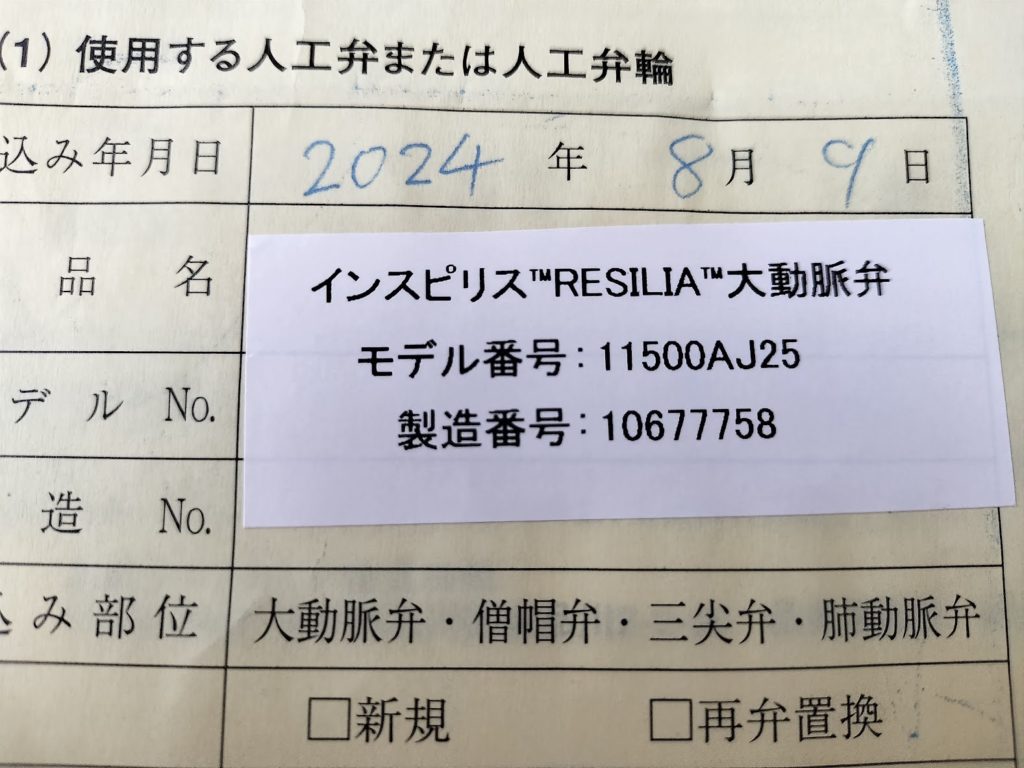 (1) 使用する人工弁または人工弁輪
込み年月日 2024 年 8 月 9 日
品 名
インスピリス™RESILIA™大動脈弁
デル No.
モデル番号：11500AJ25
製造番号：10677758
造 No.
み部位 大動脈弁・僧帽弁・三尖弁・肺動脈弁
□新規 □再弁置換